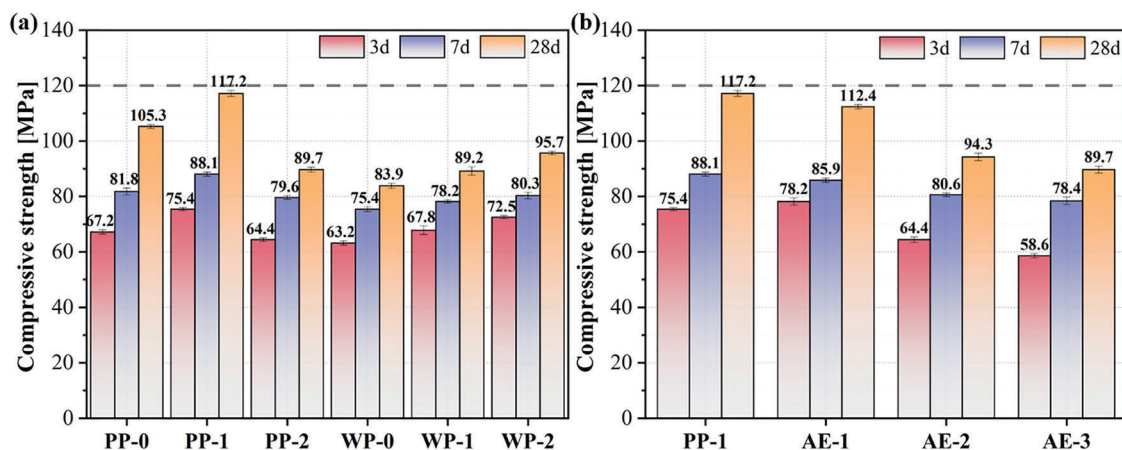 (a)
Compressive strength [MPa]
140
120
100
80
60
40
20
0
3d 7d 28d
67.2 81.8 105.3
75.4 88.1 117.2
64.4 79.6 89.7
63.2 75.4 83.9
67.8 78.2 89.2
72.5 80.3 95.7
PP-0 PP-1 PP-2 WP-0 WP-1 WP-2
(b)
Compressive strength [MPa]
140
120
100
80
60
40
20
0
3d 7d 28d
75.4 88.1 117.2
78.2 85.9 112.4
64.4 80.6 94.3
58.6 78.4 89.7
PP-1 AE-1 AE-2 AE-3